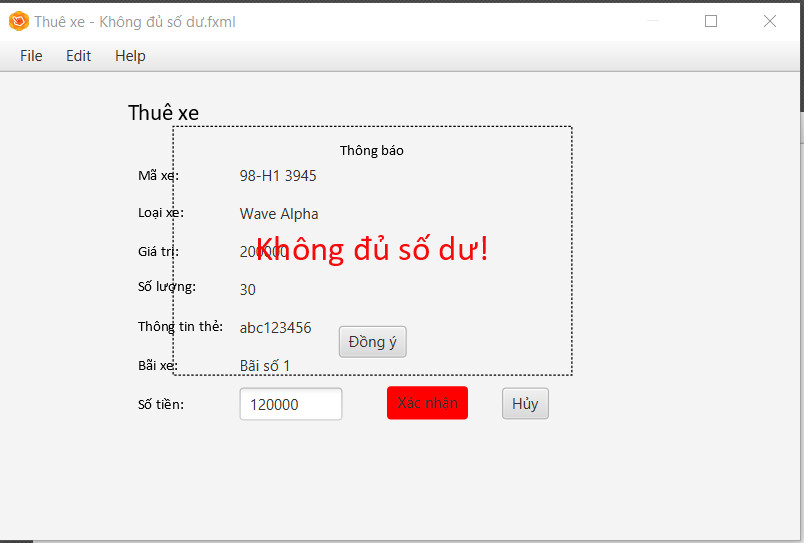 Thuê xe - Không đủ số dư.fxml
File Edit Help
Thuê xe
Thông báo
Mã xe: 98-H1 3945
Loại xe: Wave Alpha
Giá trị: 200000
Không đủ số dư!
Số lượng: 30
Thông tin thẻ: abc123456
Đồng ý
Bãi xe: Bãi số 1
Số tiền: 120000 Xác nhân Hủy